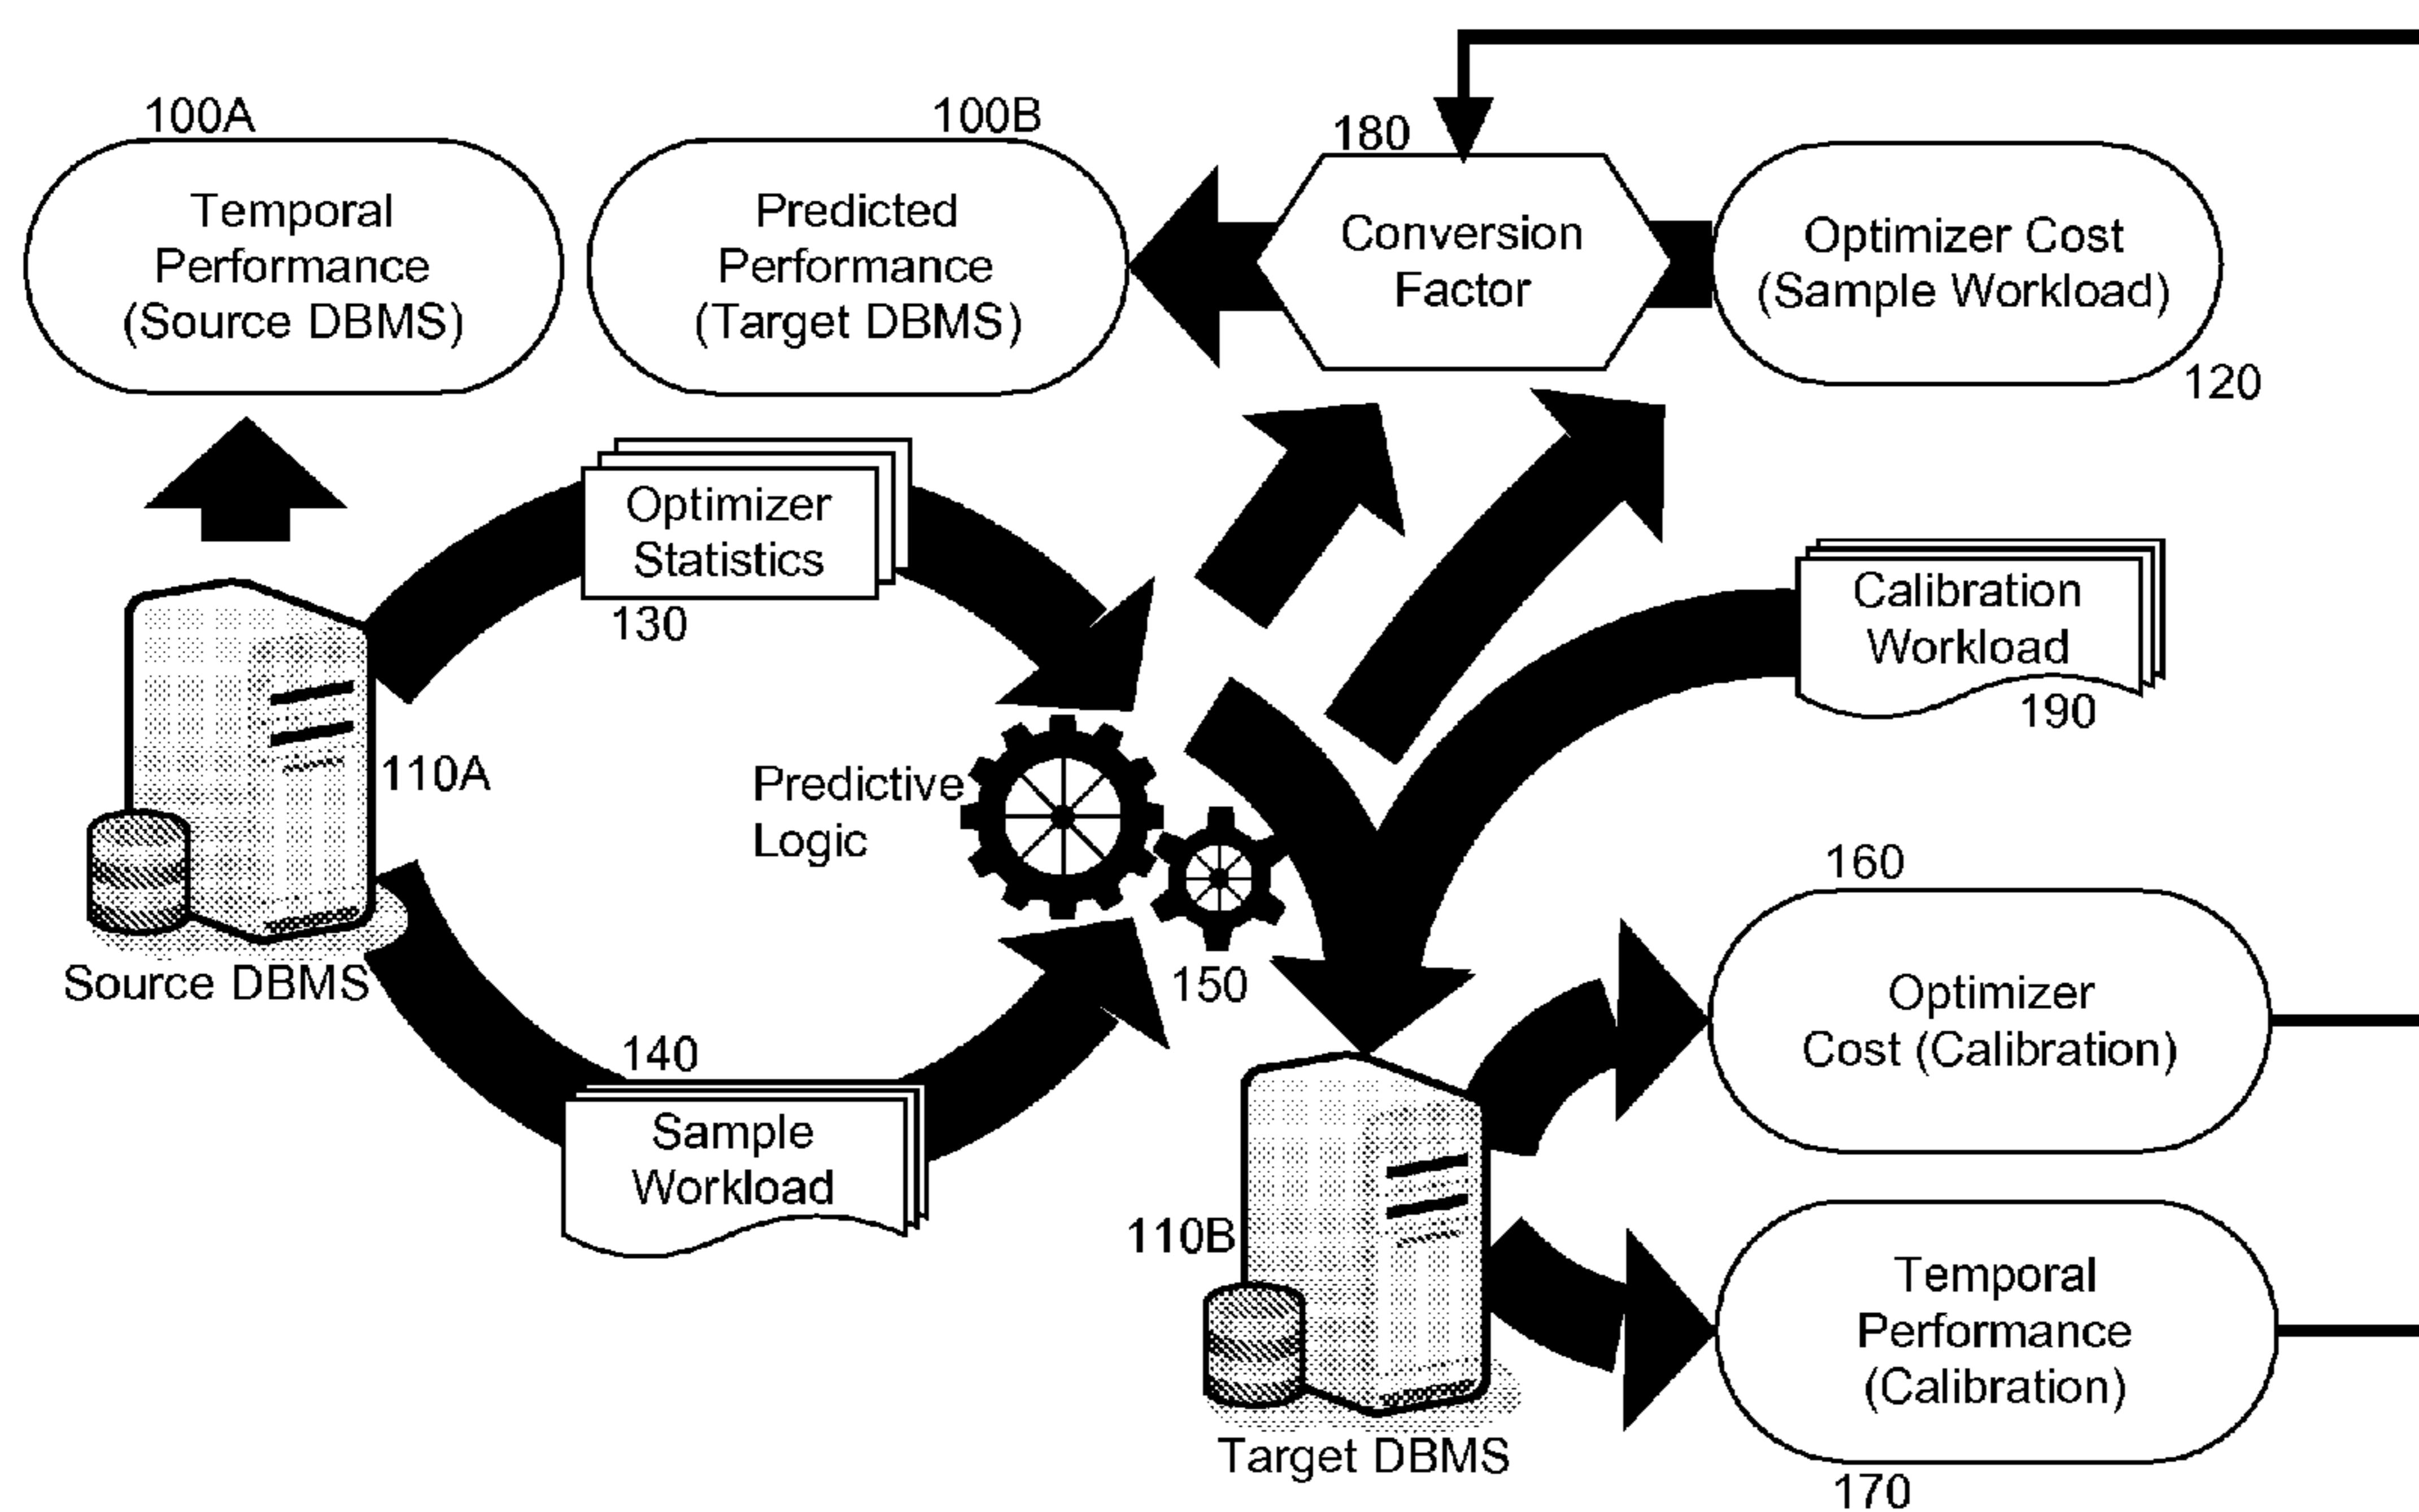 100A
Temporal
Performance
(Source DBMS)
100B
Predicted
Performance
(Target DBMS)
180
Conversion
Factor
Optimizer Cost
(Sample Workload)
120
Optimizer
Statistics
130
Calibration
Workload
190
110A
Source DBMS
Predictive
Logic
150
140
Sample
Workload
160
Optimizer
Cost (Calibration)
110B
Target DBMS
Temporal
Performance
(Calibration)
170